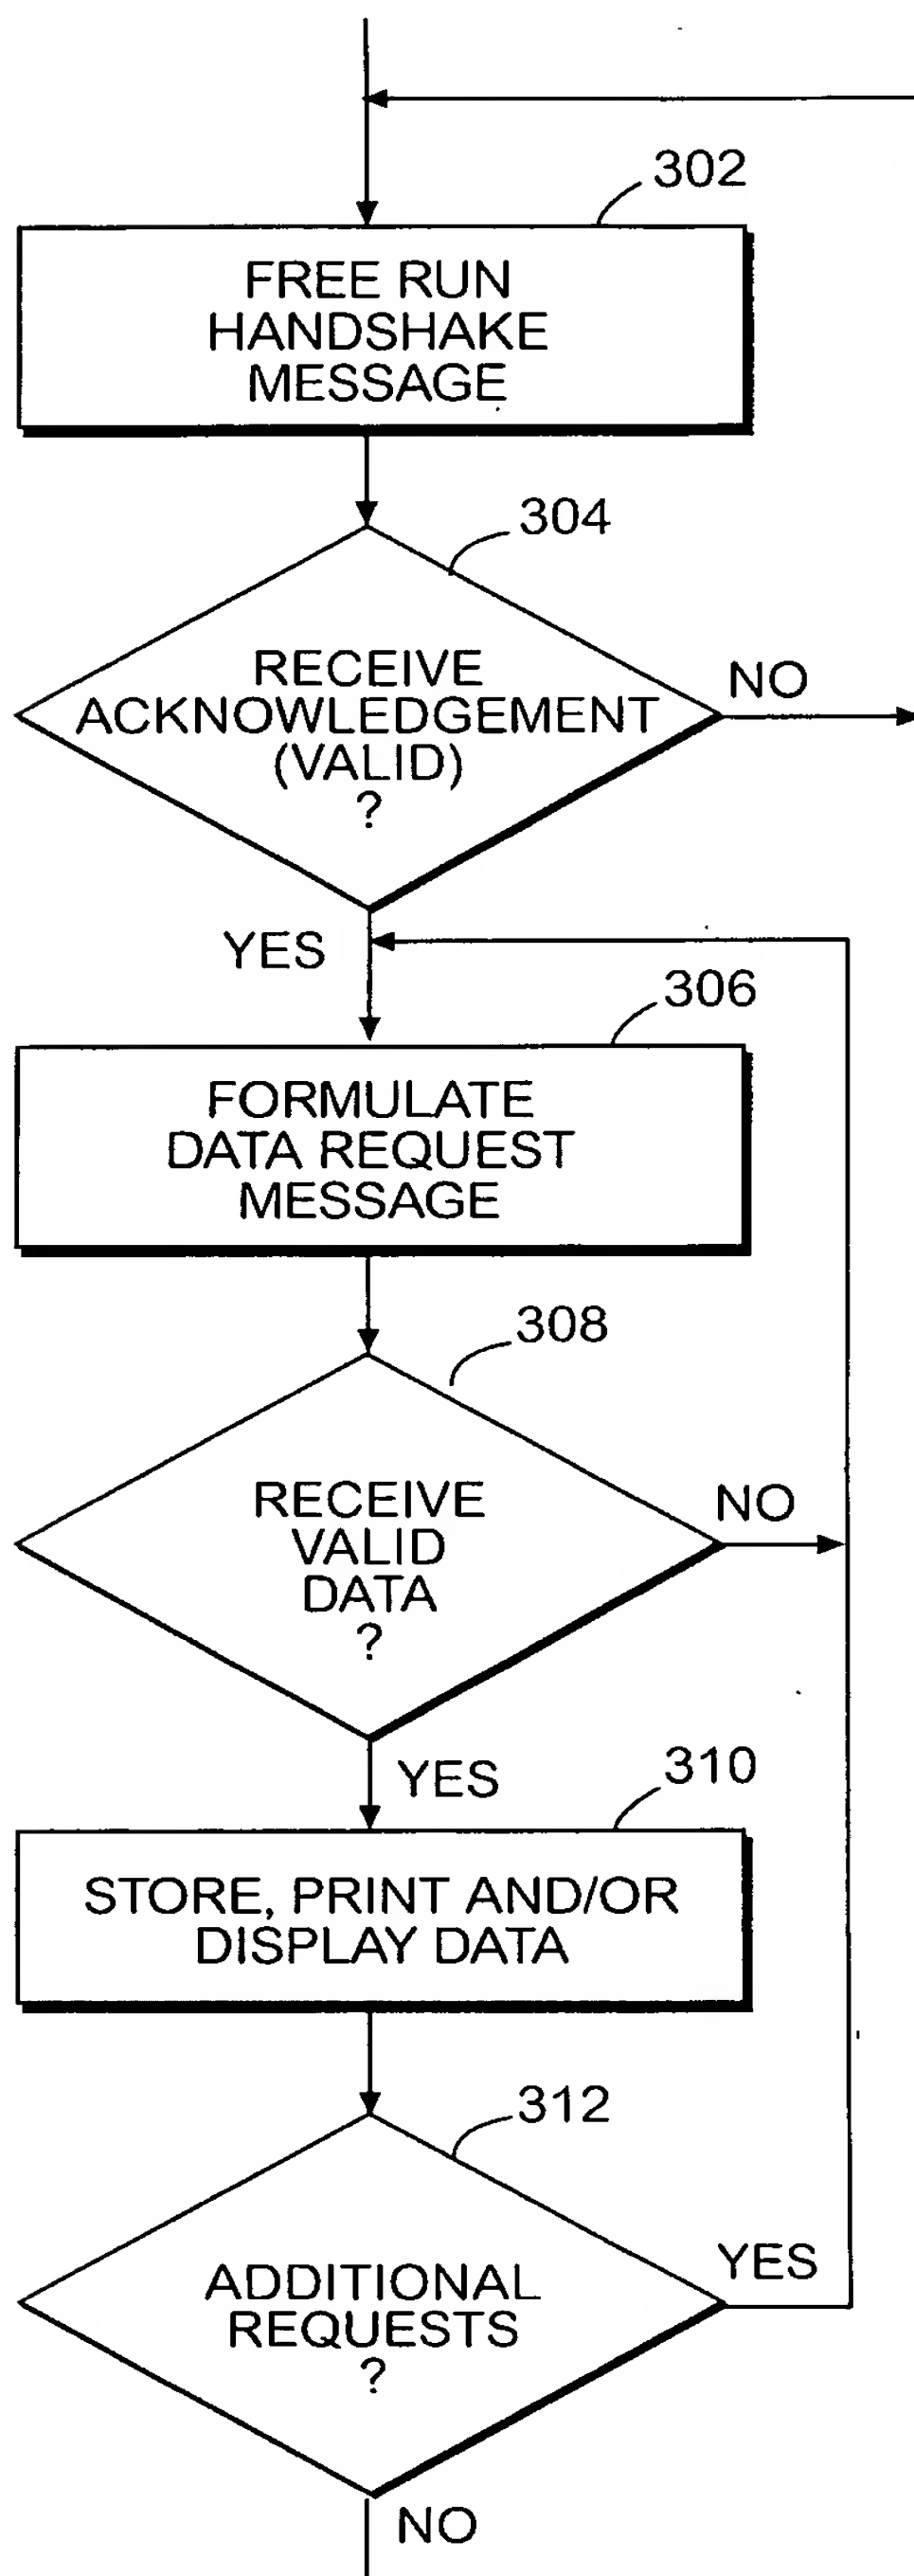 302
FREE RUN
HANDSHAKE
MESSAGE
304
RECEIVE
ACKNOWLEDGEMENT
(VALID)
?
NO
YES
306
FORMULATE
DATA REQUEST
MESSAGE
308
RECEIVE
VALID
DATA
?
NO
YES
310
STORE, PRINT AND/OR
DISPLAY DATA
312
ADDITIONAL
REQUESTS
?
YES
NO